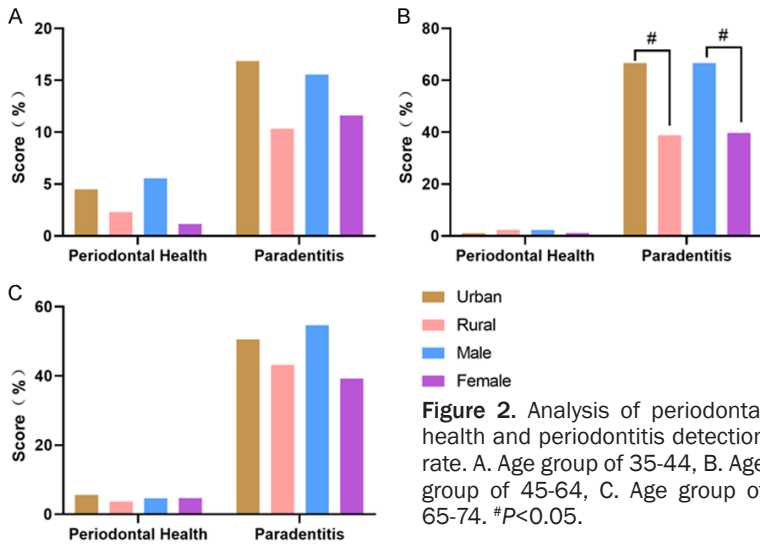 A
20
15
10
5
0
Score（%）
Periodontal Health
Paradentitis
B
80
60
40
20
0
Score（%）
#
#
Periodontal Health
Paradentitis
C
60
40
20
0
Score（%）
Periodontal Health
Paradentitis
Urban
Rural
Male
Female
Figure 2. Analysis of periodonta
health and periodontitis detection
rate. A. Age group of 35-44, B. Age
group of 45-64, C. Age group of
65-74. #P<0.05.